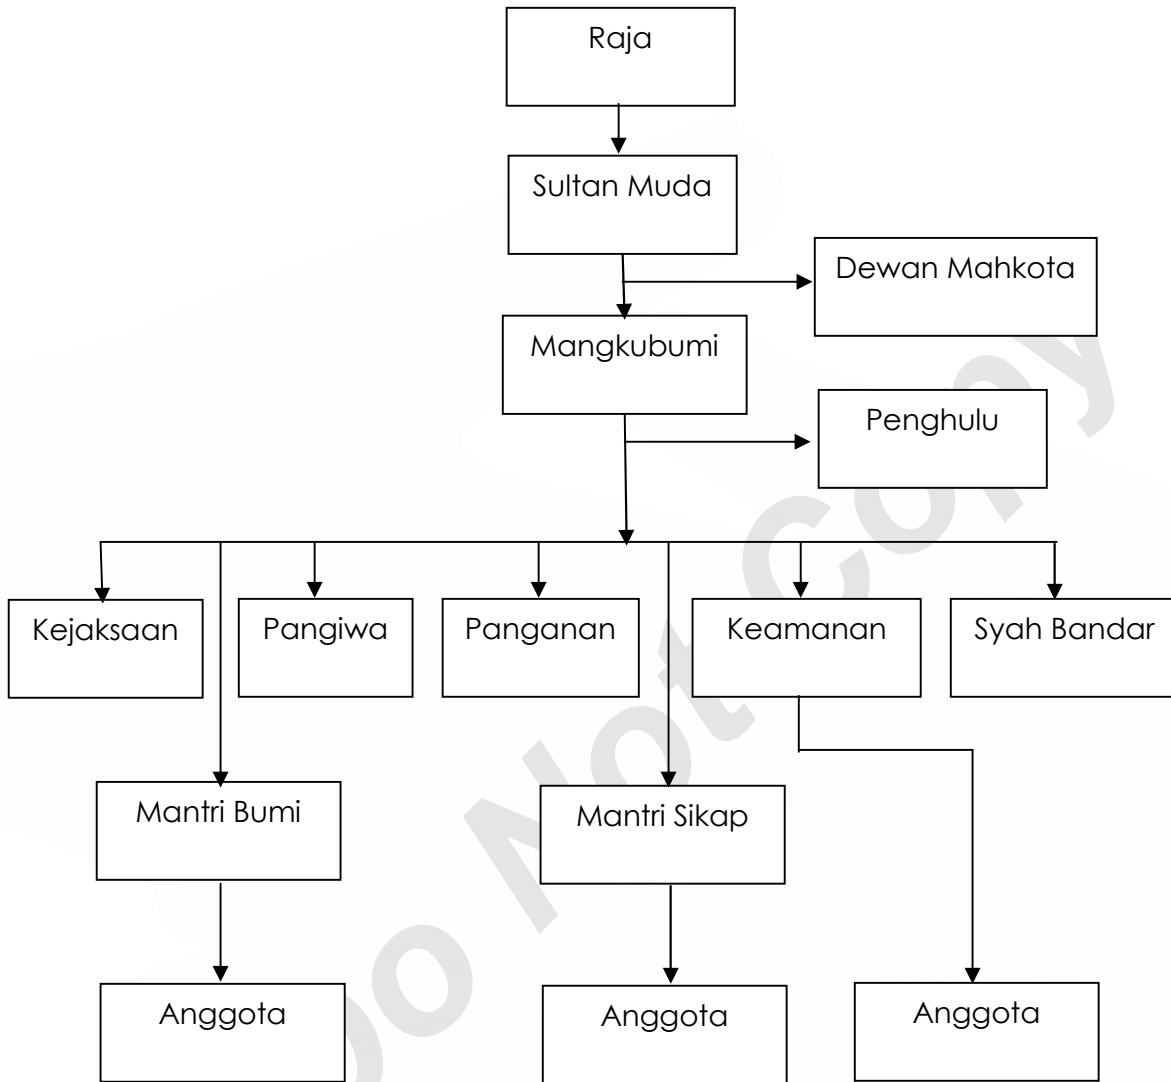 Raja
Sultan Muda
Dewan Mahkota
Mangkubumi
Penghulu
Kejaksaan
Pangiwa
Panganan
Keamanan
Syah Bandar
Mantri Bumi
Mantri Sikap
Anggota
Anggota
Anggota
Do Not Copy